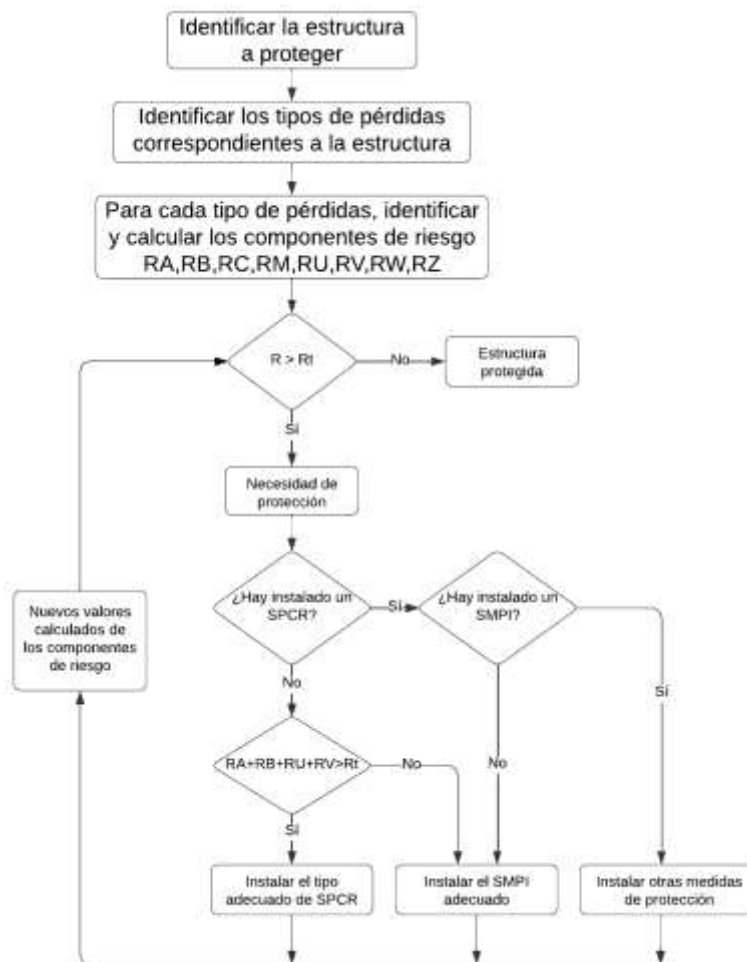 Identificar la estructura
a proteger
Identificar los tipos de pérdidas
correspondientes a la estructura
Para cada tipo de pérdidas, identificar
y calcular los componentes de riesgo
RA,RB,RC,RM,RU,RV,RW,RZ
R > Rt
No
Estructura
protegida
Sí
Necesidad de
protección
¿Hay instalado un
SPCR?
Sí
¿Hay instalado un
SMPI?
Nuevos valores
calculados de
los componentes
de riesgo
No
Sí
RA+RB+RU+RV>Rt
No
No
Sí
Instalar el tipo
adecuado de SPCR
Instalar el SMPI
adecuado
Instalar otras medidas
de protección